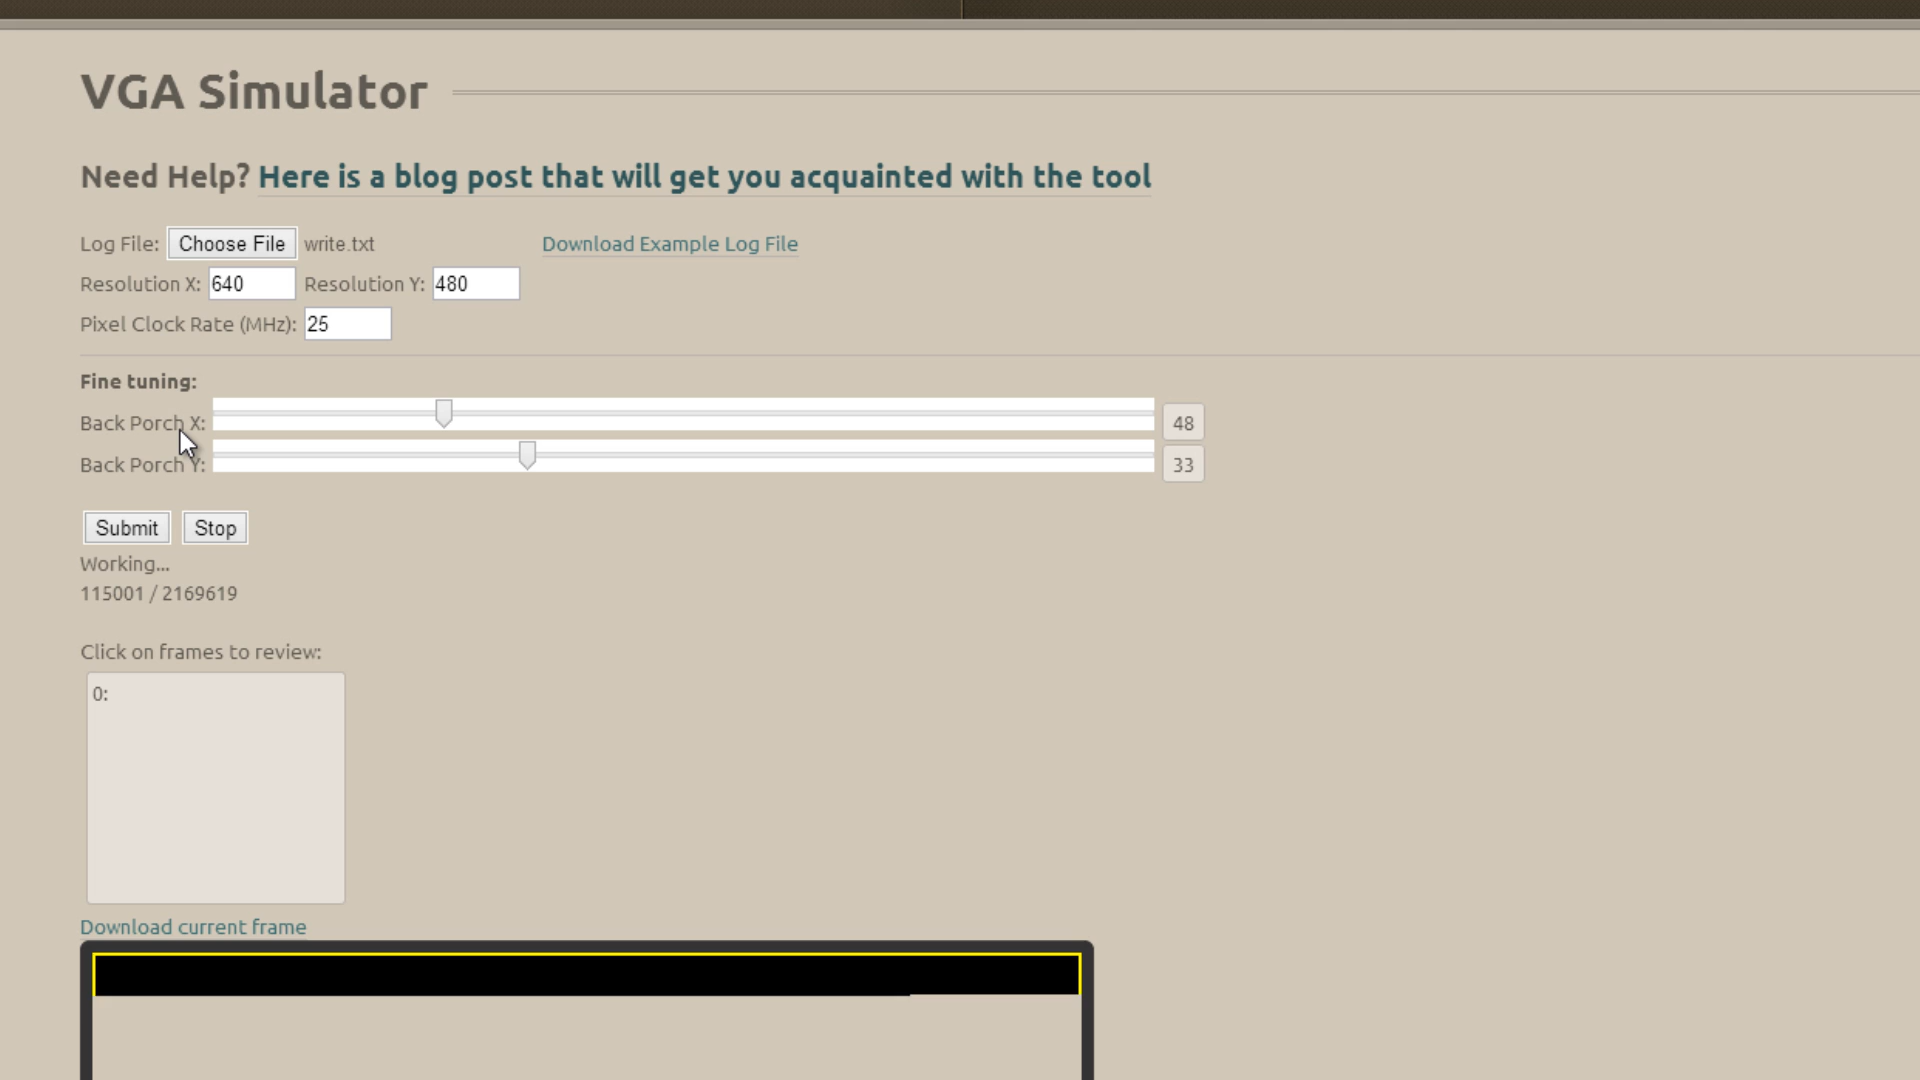 VGA Simulator
Need Help? Here is a blog post that will get you acquainted with the tool
Log File: Choose File write.txt Download Example Log File
Resolution X: 640 Resolution Y: 480
Pixel Clock Rate (MHz): 25
Fine tuning:
Back Porch X: 48
Back Porch Y: 33
Submit Stop
Working...
115001 / 2169619
Click on frames to review:
0:
Download current frame